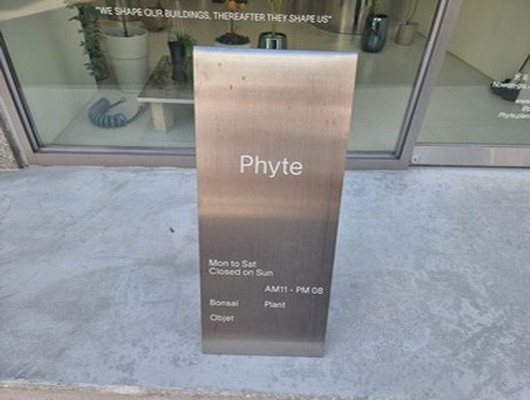 "WE SHAPE OUR BUILDINGS, THEREAFTER THEY SHAPE US"
Phyte
Mon to Sat
Closed on Sun
AM11 - PM 08
Bonsai Plant
Objet